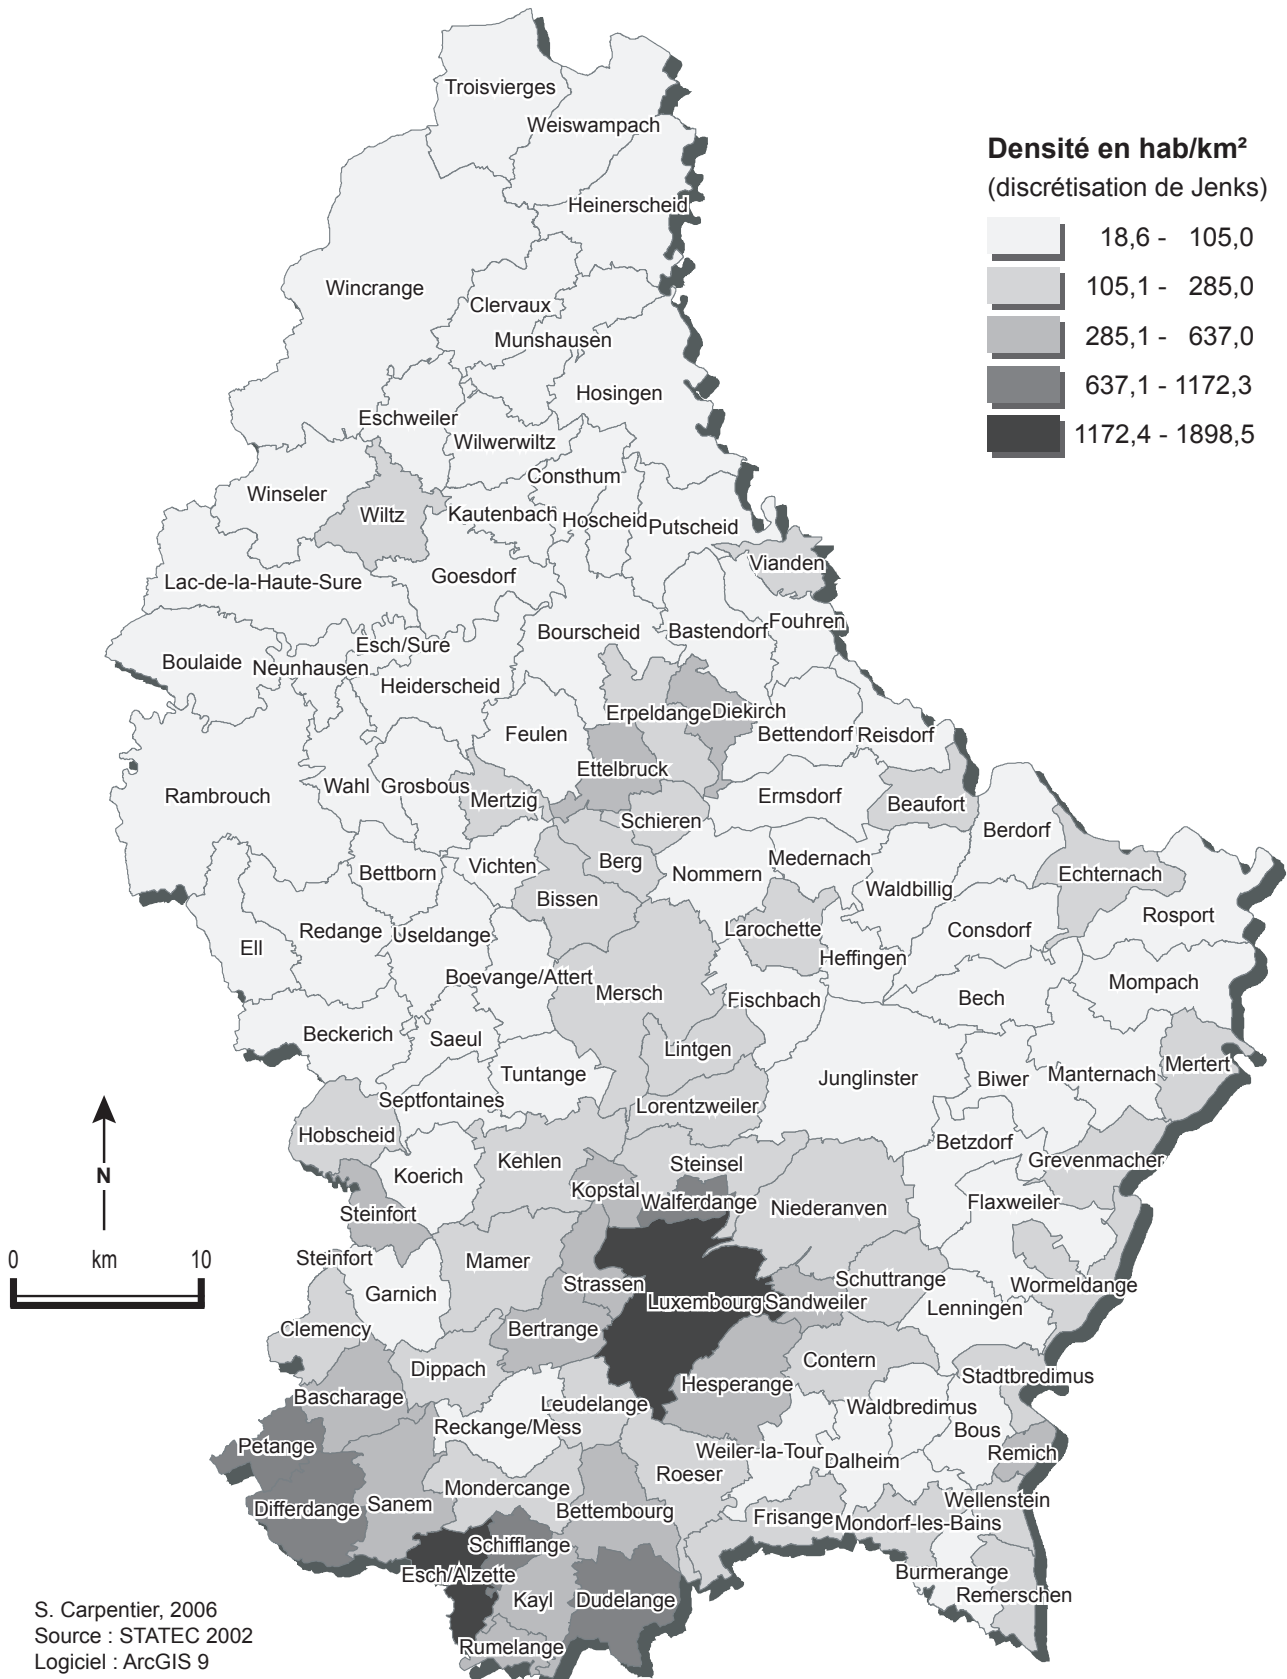 Troisvierges
Weiswampach
Densité en hab/km²
(discrétisation de Jenks)
Heinerscheid
18,6 - 105,0
105,1 - 285,0
285,1 - 637,0
637,1 - 1172,3
1172,4 - 1898,5
Wincrange
Clervaux
Munshausen
Hosingen
Eschweiler
Wilwerwiltz
Consthum
Winseler
Wiltz
Kautenbach
Hoscheid
Putscheid
Vianden
Lac-de-la-Haute-Sure
Goesdorf
Fouhren
Bourscheid
Bastendorf
Esch/Sure
Boulaide
Neunhausen
Heiderscheid
Erpeldange
Diekirch
Feulen
Bettendorf
Reisdorf
Ettelbruck
Rambrouch
Wahl
Grosbous
Mertzig
Ermsdorf
Beaufort
Schieren
Berdorf
Vichten
Berg
Bettborn
Nommern
Medernach
Waldbillig
Echternach
Bissen
Rosport
Redange
Useldange
Larochette
Consdorf
Ell
Heffingen
Boevange/Attert
Mersch
Fischbach
Bech
Mompach
Beckerich
Saeul
Lintgen
Tuntange
Junglinster
Biwer
Manternach
Mertert
Septfontaines
Lorentzweiler
Hobscheid
Betzdorf
Kehlen
Steinsel
Grevenmacher
Koerich
Kopstal
Walferdange
Niederanven
Flaxweiler
N
Steinfort
Steinfort
Mamer
0 km 10
Strassen
Schuttrange
Wormeldange
Garnich
Luxembourg
Sandweiler
Lenningen
Clemency
Bertrange
Dippach
Contern
Stadtbredimus
Bascharage
Hesperange
Leudelange
Waldbredimus
Reckange/Mess
Bous
Petange
Weiler-la-Tour
Dalheim
Remich
Roeser
Mondercange
Differdange
Sanem
Bettembourg
Wellenstein
Frisange
Mondorf-les-Bains
Schifflange
Esch/Alzette
Burmerange
Kayl
Dudelange
Remerschen
Rumelange
S. Carpentier, 2006
Source : STATEC 2002
Logiciel : ArcGIS 9